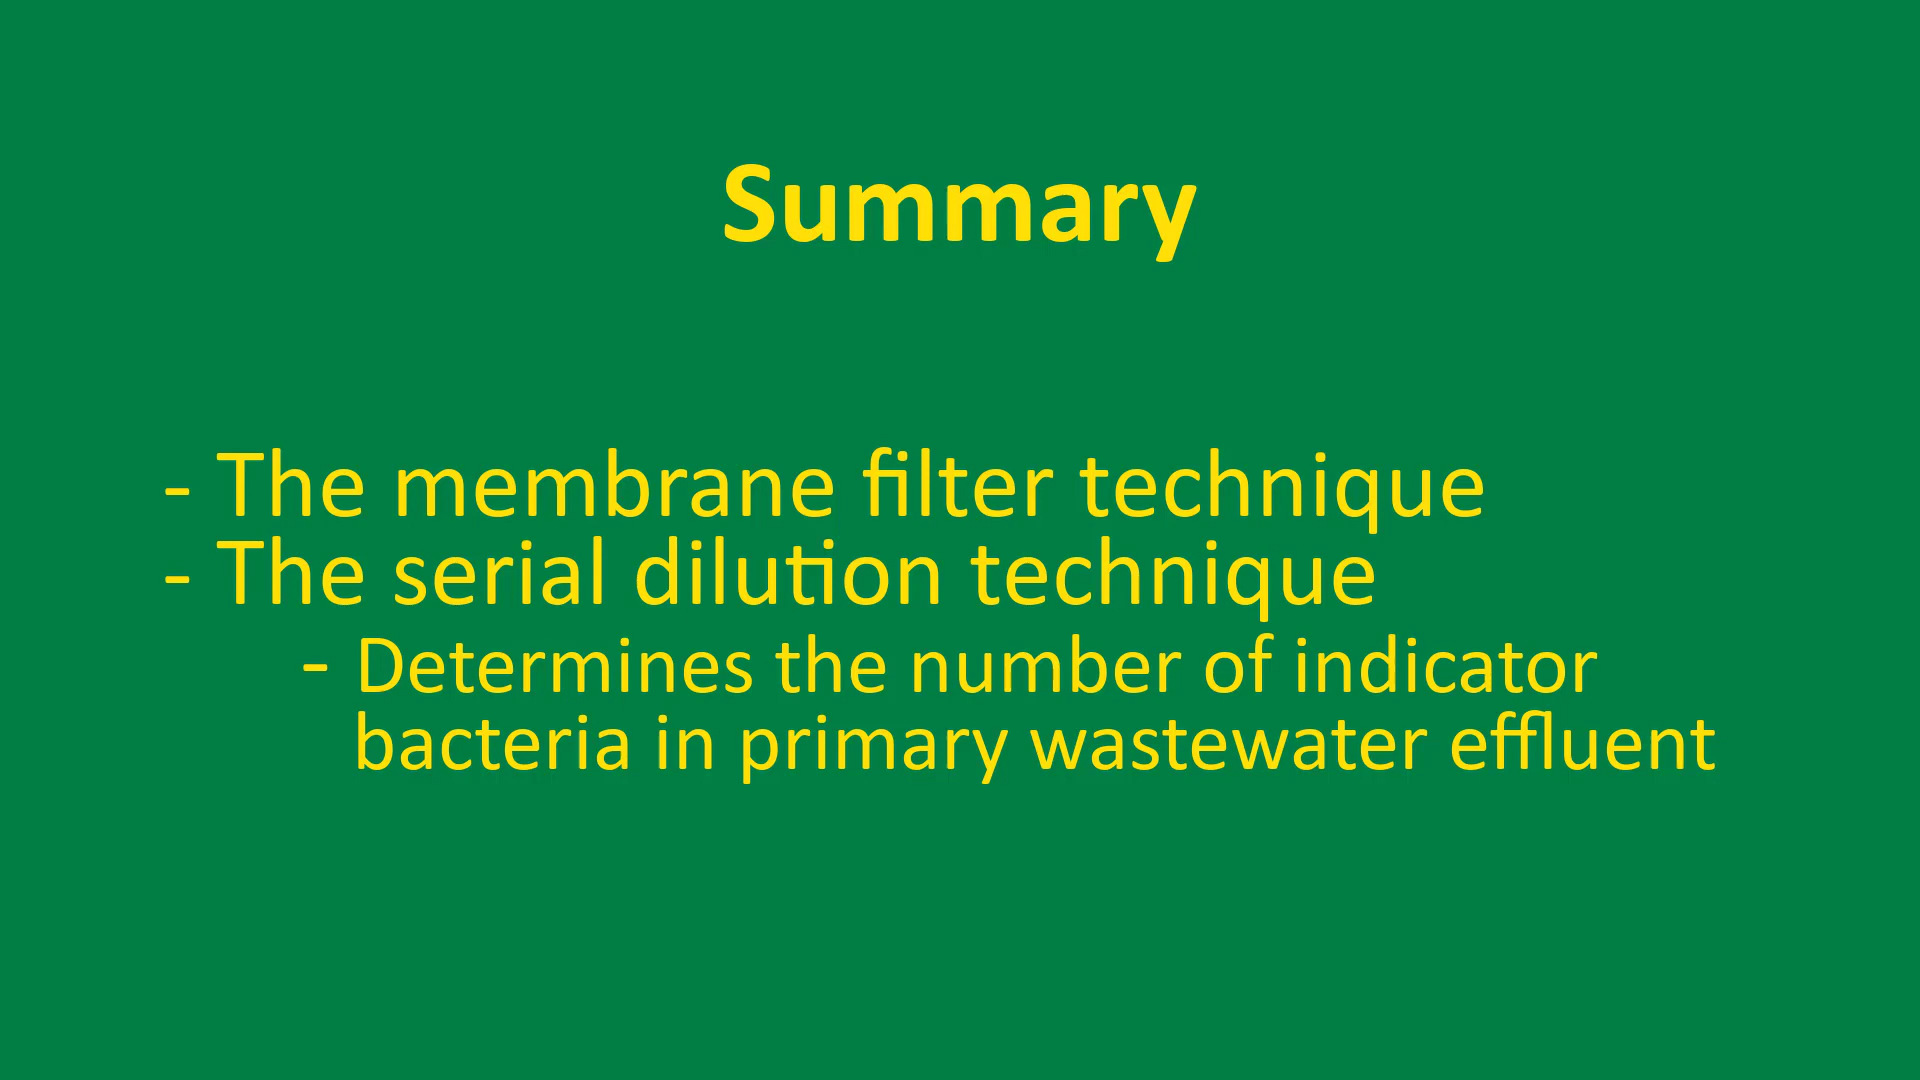 Summary
- The membrane filter technique
- The serial dilution technique
- Determines the number of indicator
bacteria in primary wastewater effluent